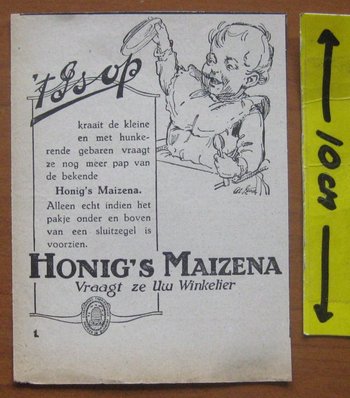 't Is op
kraait de kleine
en met hunke-
rende gebaren vraagt
ze nog meer pap van
de bekende
Honig's Maizena.
Alleen echt indien het
pakje onder en boven
van een sluitzegel is
voorzien.
HONIG'S MAIZENA
Vraagt ze Uw Winkelier
1.
10cm